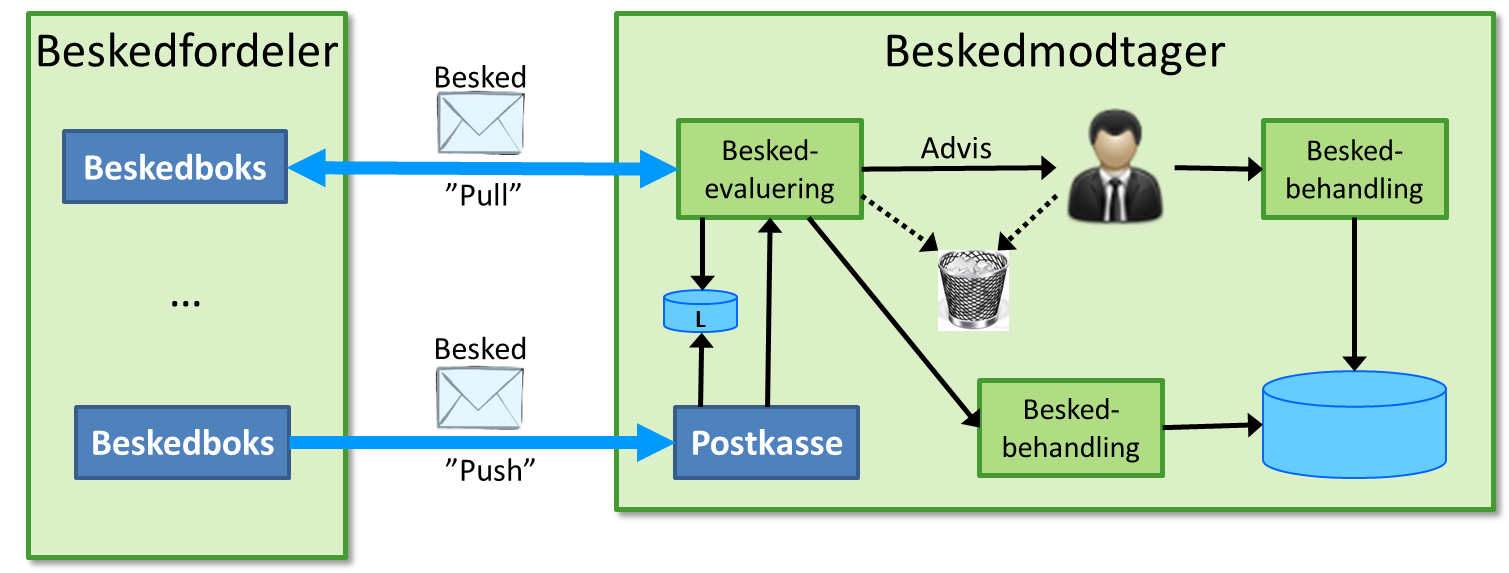 Beskedfordeler
Beskedmodtager
Besked
Beskedboks
”Pull”
Besked-
evaluering
Advis
Besked-
behandling
...
L
Besked
Beskedboks
”Push”
Postkasse
Besked-
behandling